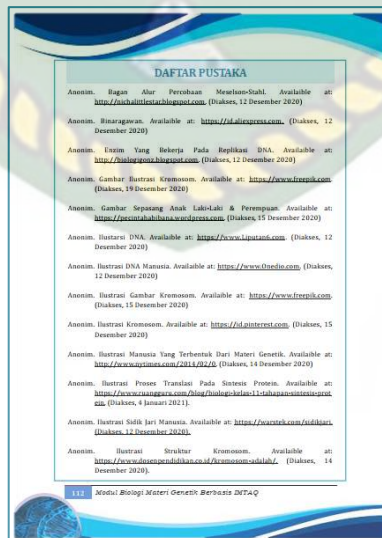 DAFTAR PUSTAKA
Anonim. Bagan Alur Percobaan Meselson-Stahl. Availaible at:
http://nichalittlestar.blogspot.com, (Diakses, 12 Desember 2020)
Anonim. Binaragawan. Availaible at: https://id.aliexpress.com, (Diakses, 12
Desember 2020)
Anonim. Enzim Yang Bekerja Pada Replikasi DNA. Availaible at:
http://biologigonz.blogspot.com, (Diakses, 12 Desember 2020)
Anonim. Gambar Ilustrasi Kromosom. Availaible at: https://www.freepik.com,
(Diakses, 19 Desember 2020)
Anonim. Gambar Sepasang Anak Laki-Laki & Perempuan. Availaible at:
https://pecintahabibana.wordpress.com, (Diakses, 15 Desember 2020)
Anonim. Ilustarsi DNA. Availaible at: https://www.Liputan6.com, (Diakses, 12
Desember 2020)
Anonim. Ilustrasi DNA Manusia. Availaible at: https://www.Onedio.com, (Diakses,
12 Desember 2020)
Anonim. Ilustrasi Gambar Kromosom. Availaible at: https://www.freepik.com,
(Diakses, 15 Desember 2020)
Anonim. Ilustrasi Kromosom. Availaible at: https://id.pinterest.com, (Diakses, 15
Desember 2020)
Anonim. Ilustrasi Manusia Yang Terbentuk Dari Materi Genetik. Availaible at:
http://www.nytimes.com/2014/02/0, (Diakses, 14 Desember 2020)
Anonim. Ilustrasi Proses Translasi Pada Sintesis Protein. Availaible at:
https://www.ruangguru.com/blog/biologi-kelas-11-tahapan-sintesis-prot
ein, (Diakses, 4 Januari 2021).
Anonim. Ilustrasi Sidik Jari Manusia. Availaible at: https://warstek.com/sidikjari,
(Diakses, 12 Desember 2020).
Anonim. Ilustrasi Struktur Kromosom. Availaible at:
https://www.dosenpendidikan.co.id/kromosom-adalah/, (Diakses, 14
Desember 2020).
112 Modul Biologi Materi Genetik Berbasis IMTAQ